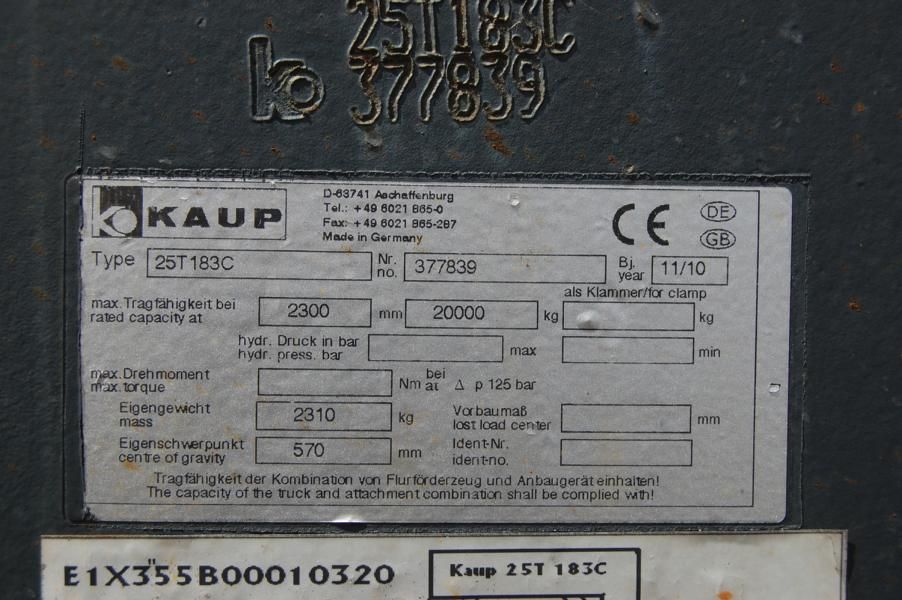 25T183C
377839
KAUP
D-63741 Aschaffenburg
Tel.: +49 6021 865-0
Fax: +49 6021 865-287
Made in Germany
CE
DE
GB
Type 25T183C Nr. no. 377839 Bj. year 11/10
als Klammer/for clamp
max.Tragfähigkeit bei
rated capacity at 2300 mm 20000 kg kg
hydr. Druck in bar
hydr. press. bar max min
max.Drehmoment
max.torque Nm bei at Δ p 125 bar
Eigengewicht
mass 2310 kg
Vorbaumaß
lost load center mm
Eigenschwerpunkt
centre of gravity 570 mm
Ident-Nr.
ident-no.
Tragfähigkeit der Kombination von Flurförderzeug und Anbaugerät einhalten!
The capacity of the truck and attachment combination shall be complied with!
E1X355B00010320
Kaup 25T 183C